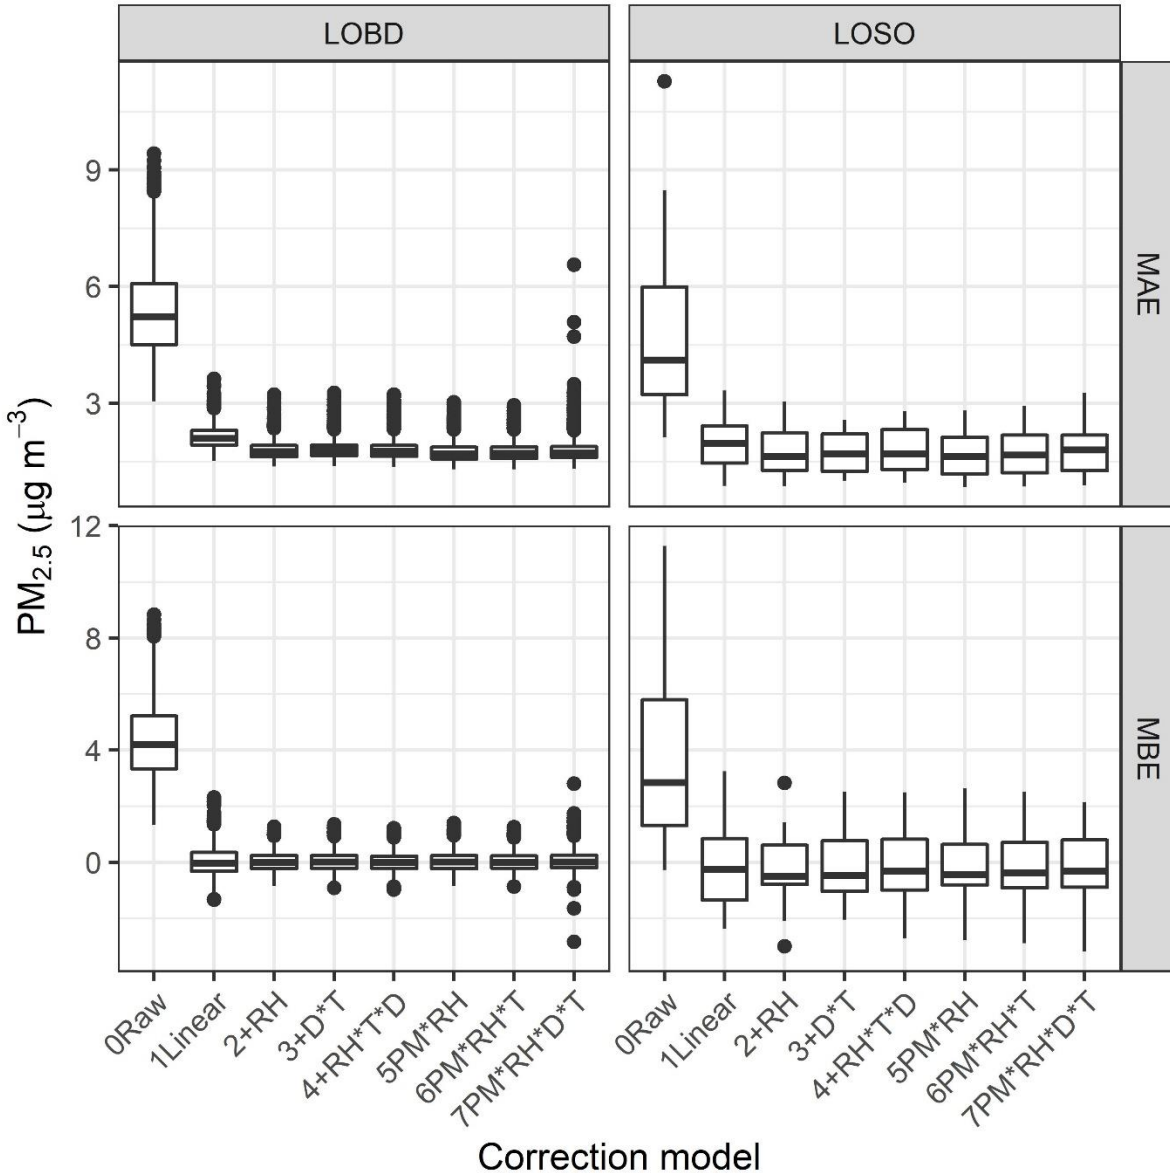 LOBD
LOSO
MAE
9
6
3
MBE
12
8
4
0
PM2.5 (μg m−3)
0Raw
1Linear
2+RH
3+D*T
4+RH*T*D
5PM*RH
6PM*RH*T
7PM*RH*D*T
0Raw
1Linear
2+RH
3+D*T
4+RH*T*D
5PM*RH
6PM*RH*T
7PM*RH*D*T
Correction model